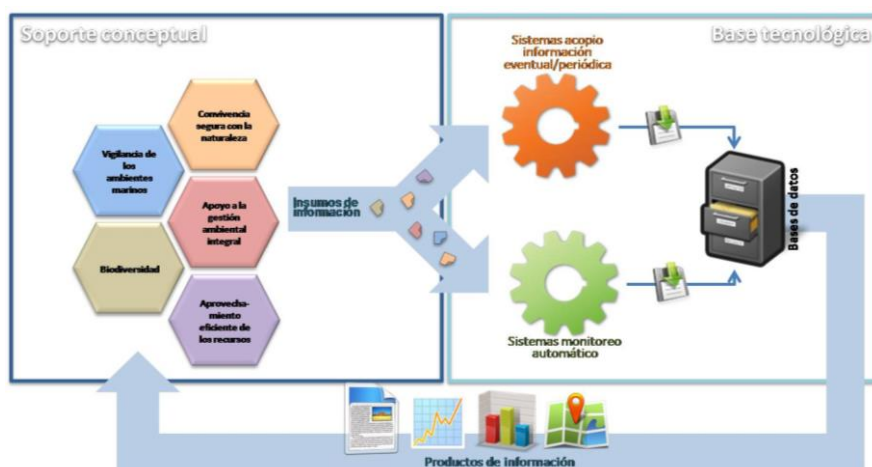 Soporte conceptual
Convivencia
segura con la
naturaleza
Vigilancia de
los
ambientes
marinos
Apoyo a la
gestión
ambiental
integral
Biodiversidad
Aprovecha-
miento
eficiente de
los recursos
Insumos de
información
Base tecnológica
Sistemas acopio
información
eventual/periódica
Bases de datos
Sistemas monitoreo
automático
Productos de información